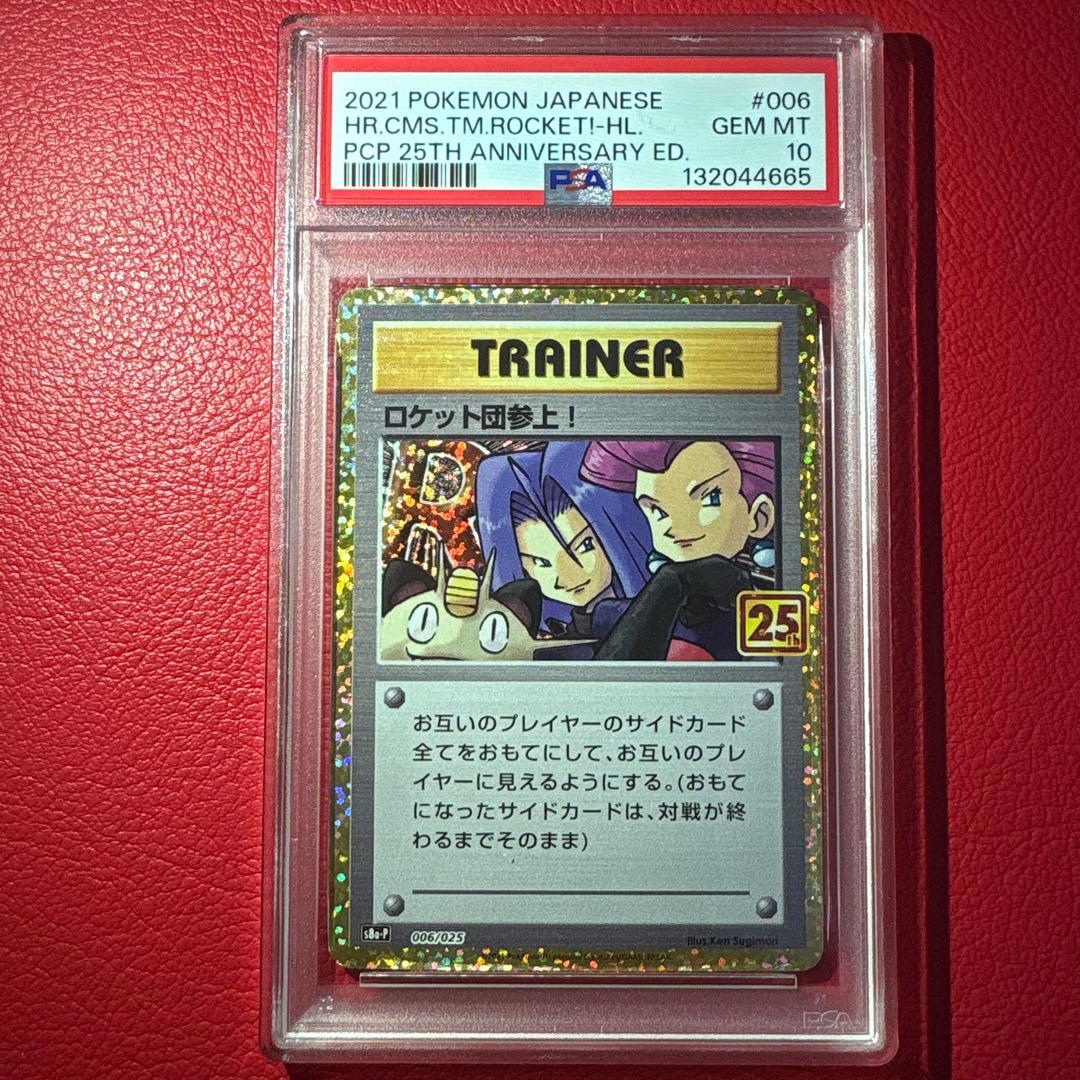 2021 POKEMON JAPANESE #006
HR.CMS.TM.ROCKET!-HL. GEM MT
PCP 25TH ANNIVERSARY ED. 10
PSA 132044665
TRAINER
ロケット団参上!
25th
お互いのプレイヤーのサイドカード
全てをおもてにして、お互いのプレ
イヤーに見えるようにする。(おもて
になったサイドカードは、対戦が終
わるまでそのまま)
s8a-P 006/025 Illus.Ken Sugimori
PSA